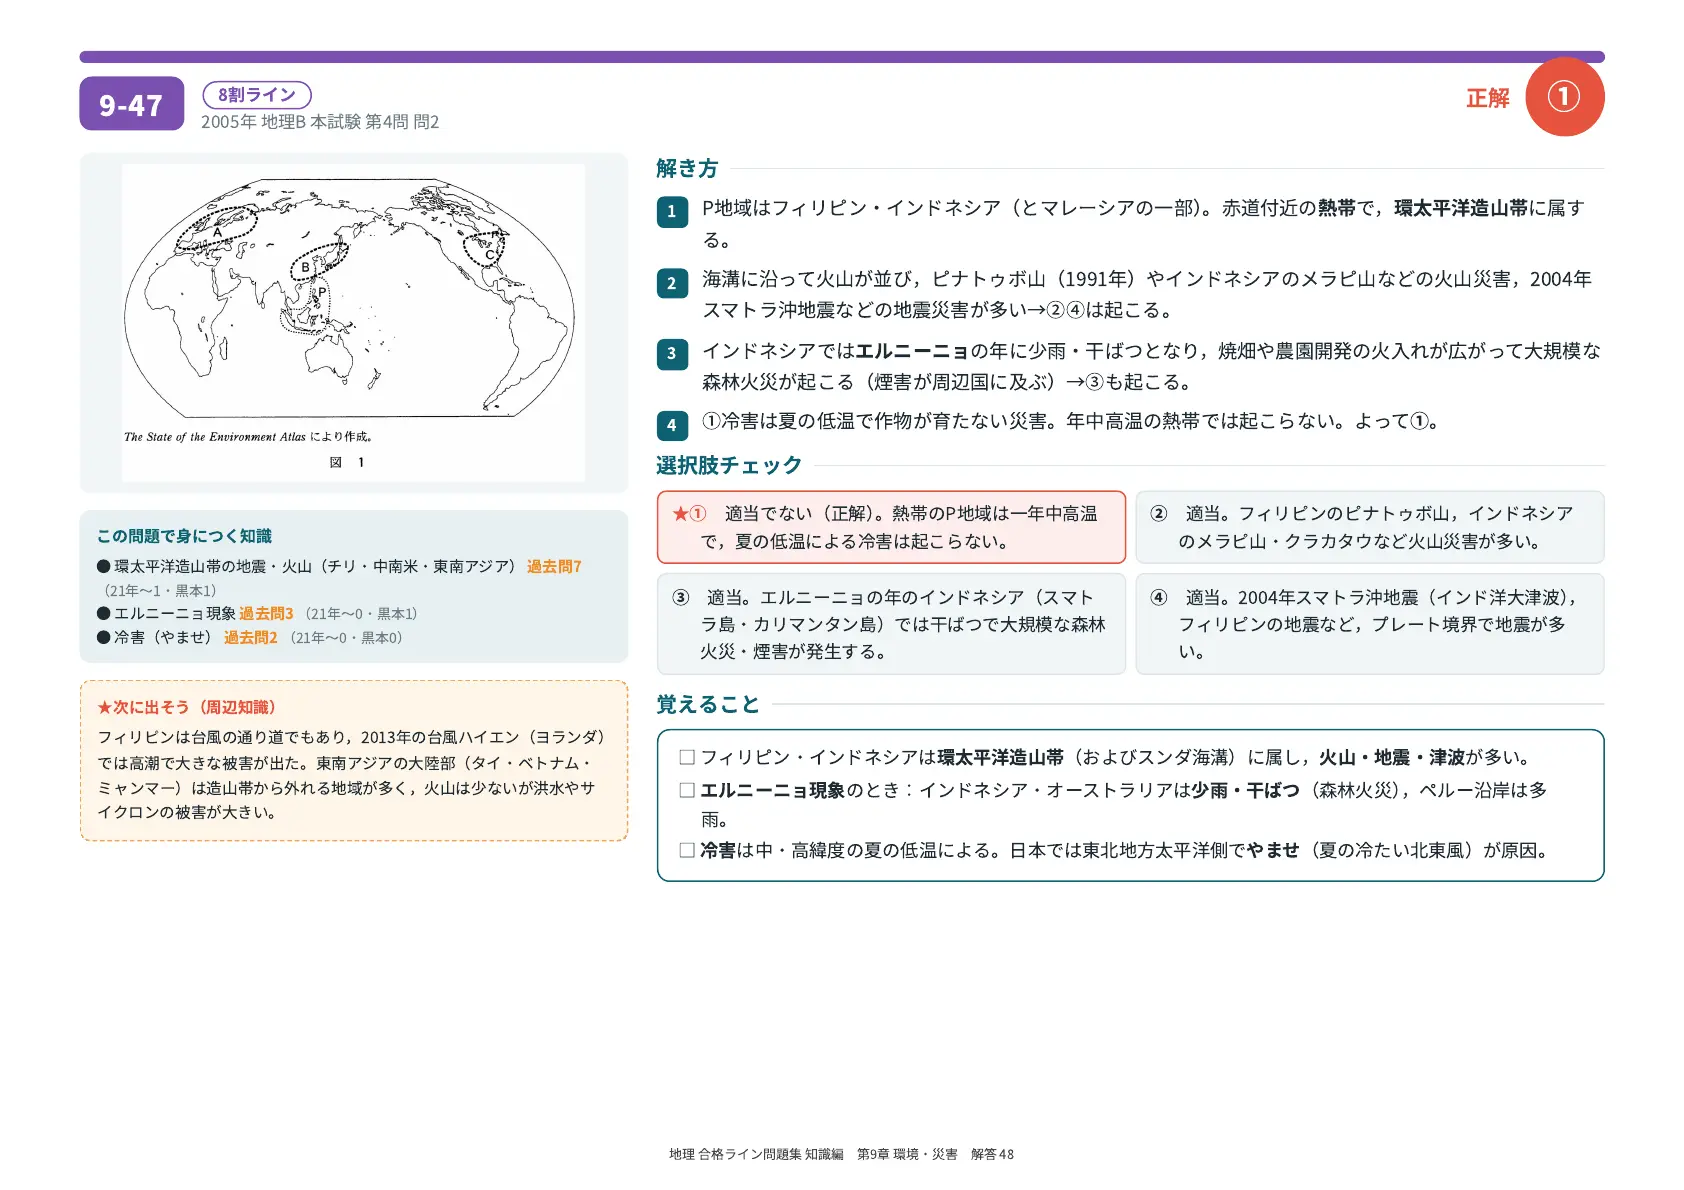 9-47
8割ライン
2005年 地理B 本試験 第4問 問2
正解
①
A
B
C
P
The State of the Environment Atlas により作成。
図 1
この問題で身につく知識
●環太平洋造山帯の地震・火山（チリ・中南米・東南アジア） 過去問7
（21年〜1・黒本1）
●エルニーニョ現象 過去問3 （21年〜0・黒本1）
●冷害（やませ） 過去問2 （21年〜0・黒本0）
★次に出そう（周辺知識）
フィリピンは台風の通り道でもあり，2013年の台風ハイエン（ヨランダ）
では高潮で大きな被害が出た。東南アジアの大陸部（タイ・ベトナム・
ミャンマー）は造山帯から外れる地域が多く，火山は少ないが洪水やサ
イクロンの被害が大きい。
解き方
1 P地域はフィリピン・インドネシア（とマレーシアの一部）。赤道付近の熱帯で，環太平洋造山帯に属す
る。
2 海溝に沿って火山が並び，ピナトゥボ山（1991年）やインドネシアのメラピ山などの火山災害，2004年
スマトラ沖地震などの地震災害が多い→②④は起こる。
3 インドネシアではエルニーニョの年に少雨・干ばつとなり，焼畑や農園開発の火入れが広がって大規模な
森林火災が起こる（煙害が周辺国に及ぶ）→③も起こる。
4 ①冷害は夏の低温で作物が育たない災害。年中高温の熱帯では起こらない。よって①。
選択肢チェック
★① 適当でない（正解）。熱帯のP地域は一年中高温
で，夏の低温による冷害は起こらない。
② 適当。フィリピンのピナトゥボ山，インドネシア
のメラピ山・クラカタウなど火山災害が多い。
③ 適当。エルニーニョの年のインドネシア（スマト
ラ島・カリマンタン島）では干ばつで大規模な森林
火災・煙害が発生する。
④ 適当。2004年スマトラ沖地震（インド洋大津波），
フィリピンの地震など，プレート境界で地震が多
い。
覚えること
□ フィリピン・インドネシアは環太平洋造山帯（およびスンダ海溝）に属し，火山・地震・津波が多い。
□ エルニーニョ現象のとき：インドネシア・オーストラリアは少雨・干ばつ（森林火災），ペルー沿岸は多
雨。
□ 冷害は中・高緯度の夏の低温による。日本では東北地方太平洋側でやませ（夏の冷たい北東風）が原因。
地理 合格ライン問題集 知識編 第9章 環境・災害 解答 48